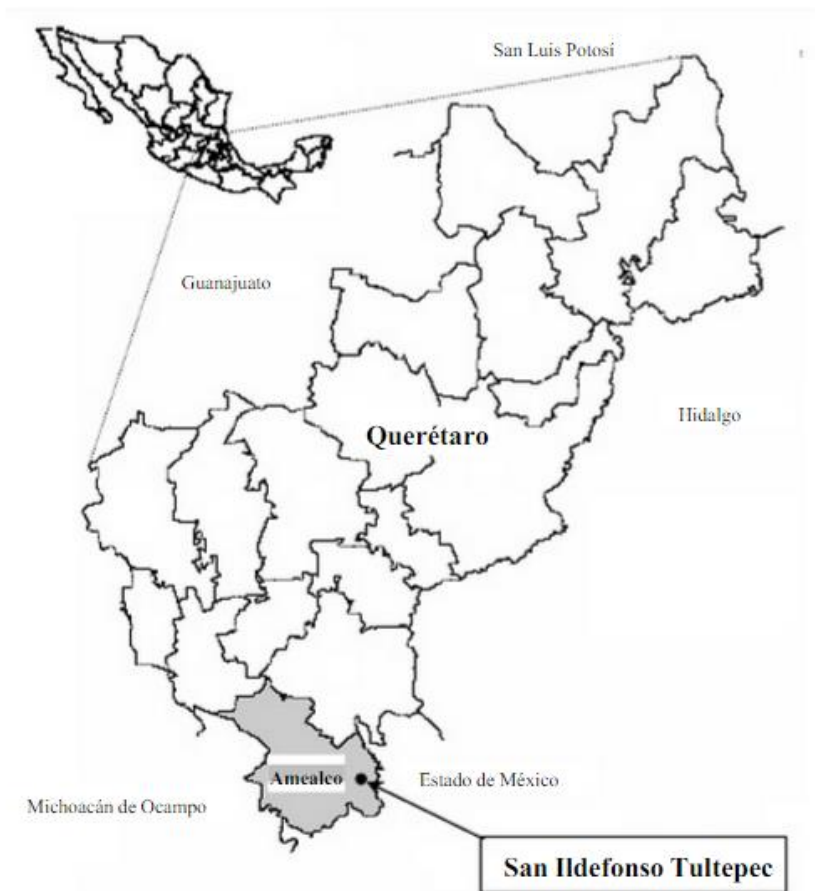 San Luis Potosí
Guanajuato
Hidalgo
Querétaro
Amealco
Estado de México
Michoacán de Ocampo
San Ildefonso Tultepec